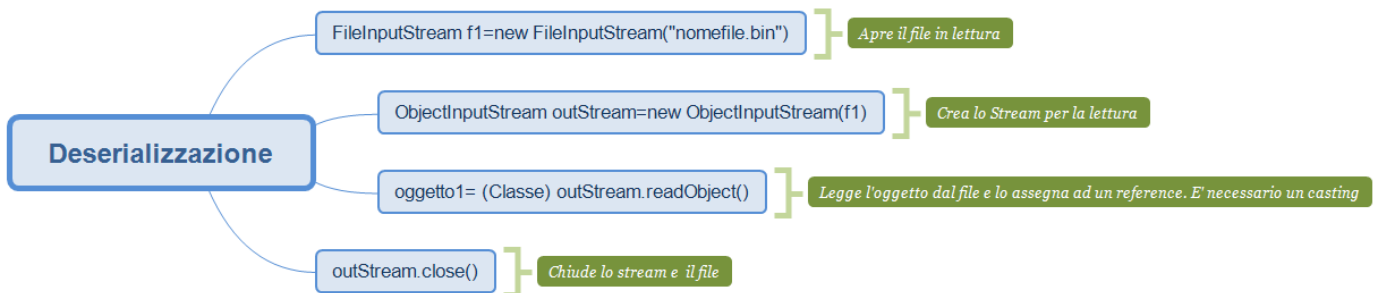 FileInputStream f1=new FileInputStream("nomefile.bin")
Apre il file in lettura
ObjectInputStream outStream=new ObjectInputStream(f1)
Crea lo Stream per la lettura
Deserializzazione
oggetto1= (Classe) outStream.readObject()
Legge l'oggetto dal file e lo assegna ad un reference. E' necessario un casting
outStream.close()
Chiude lo stream e  il file